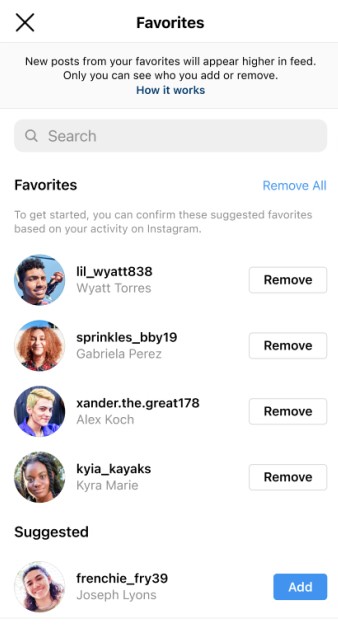 Favorites
New posts from your favorites will appear higher in feed.
Only you can see who you add or remove.
How it works
Search
Favorites Remove All
To get started, you can confirm these suggested favorites
based on your activity on Instagram.
lil_wyatt838
Wyatt Torres
Remove
sprinkles_bby19
Gabriela Perez
Remove
xander.the.great178
Alex Koch
Remove
kyia_kayaks
Kyra Marie
Remove
Suggested
frenchie_fry39
Joseph Lyons
Add